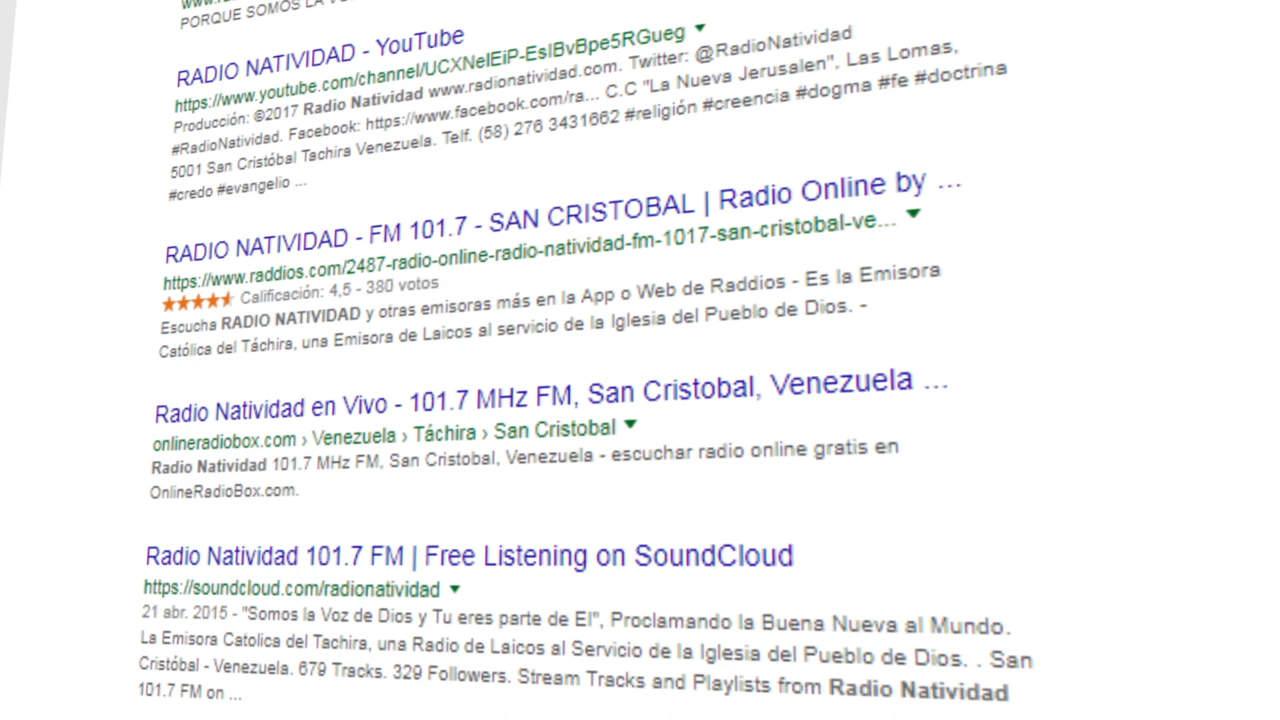 PORQUE SOMOS LA
RADIO NATIVIDAD - YouTube
https://www.youtube.com/channel/UCXNelEiP-EsIBvBpe5RGueg
Producción: ©2017 Radio Natividad www.radionatividad.com. Twitter: @RadioNatividad
#RadioNatividad. Facebook: https://www.facebook.com/ra... C.C "La Nueva Jerusalen", Las Lomas,
5001 San Cristóbal Tachira Venezuela. Telf. (58) 276 3431662 #religión #creencia #dogma #fe #doctrina
#credo #evangelio ...
RADIO NATIVIDAD - FM 101.7 - SAN CRISTOBAL | Radio Online by ...
https://www.raddios.com/2487-radio-online-radio-natividad-fm-1017-san-cristobal-ve...
Calificación: 4,5 - 380 votos
Escucha RADIO NATIVIDAD y otras emisoras más en la App o Web de Raddios - Es la Emisora
Católica del Táchira, una Emisora de Laicos al servicio de la Iglesia del Pueblo de Dios. -
Radio Natividad en Vivo - 101.7 MHz FM, San Cristobal, Venezuela ...
onlineradiobox.com › Venezuela › Táchira › San Cristobal
Radio Natividad 101.7 MHz FM, San Cristobal, Venezuela - escuchar radio online gratis en
OnlineRadioBox.com.
Radio Natividad 101.7 FM | Free Listening on SoundCloud
https://soundcloud.com/radionatividad
21 abr. 2015 - "Somos la Voz de Dios y Tu eres parte de El", Proclamando la Buena Nueva al Mundo.
La Emisora Catolica del Tachira, una Radio de Laicos al Servicio de la Iglesia del Pueblo de Dios. . San
Cristóbal - Venezuela. 679 Tracks. 329 Followers. Stream Tracks and Playlists from Radio Natividad
101.7 FM on ...